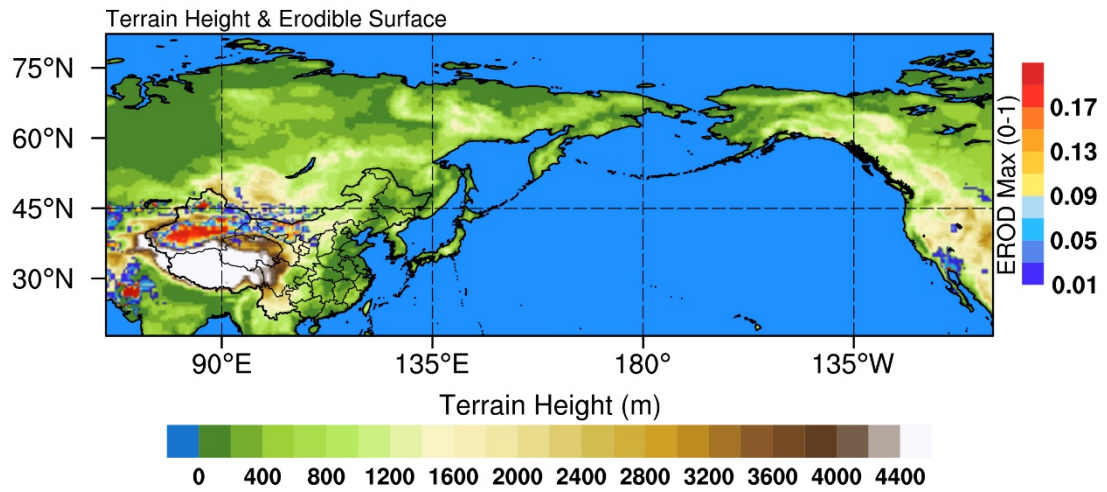 Terrain Height & Erodible Surface
75°N
60°N
45°N
30°N
90°E 135°E 180° 135°W
EROD Max (0-1)
0.17
0.13
0.09
0.05
0.01
Terrain Height (m)
0 400 800 1200 1600 2000 2400 2800 3200 3600 4000 4400